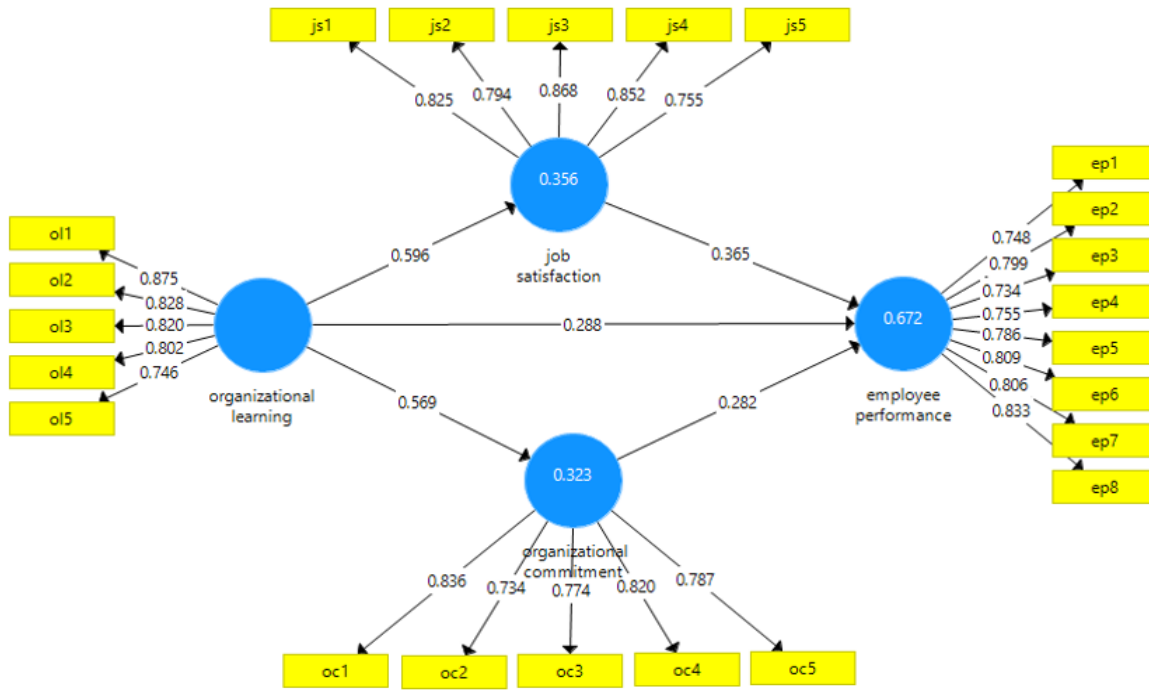 js1
js2
js3
js4
js5
0.825
0.794
0.868
0.852
0.755
0.356
job
satisfaction
ol1
ol2
ol3
ol4
ol5
0.875
0.828
0.820
0.802
0.746
organizational
learning
0.596
0.288
0.569
0.365
0.282
0.672
employee
performance
ep1
ep2
ep3
ep4
ep5
ep6
ep7
ep8
0.748
0.799
0.734
0.755
0.786
0.809
0.806
0.833
0.323
organizational
commitment
0.836
0.734
0.774
0.820
0.787
oc1
oc2
oc3
oc4
oc5